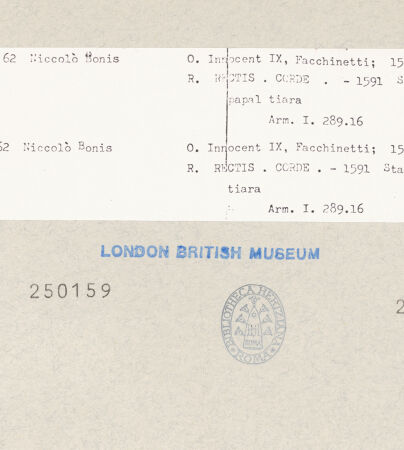 62 Niccolò Bonis O. Innocent IX, Facchinetti; 15
R. RECTIS . CORDE . - 1591 S
papal tiara
Arm. I. 289.16
62 Niccolò Bonis O. Innocent IX, Facchinetti; 15
R. RECTIS . CORDE . - 1591 Sta
tiara
Arm. I. 289.16
LONDON BRITISH MUSEUM
250159
BIBLIOTHECA HERTZIANA
ROMA
2